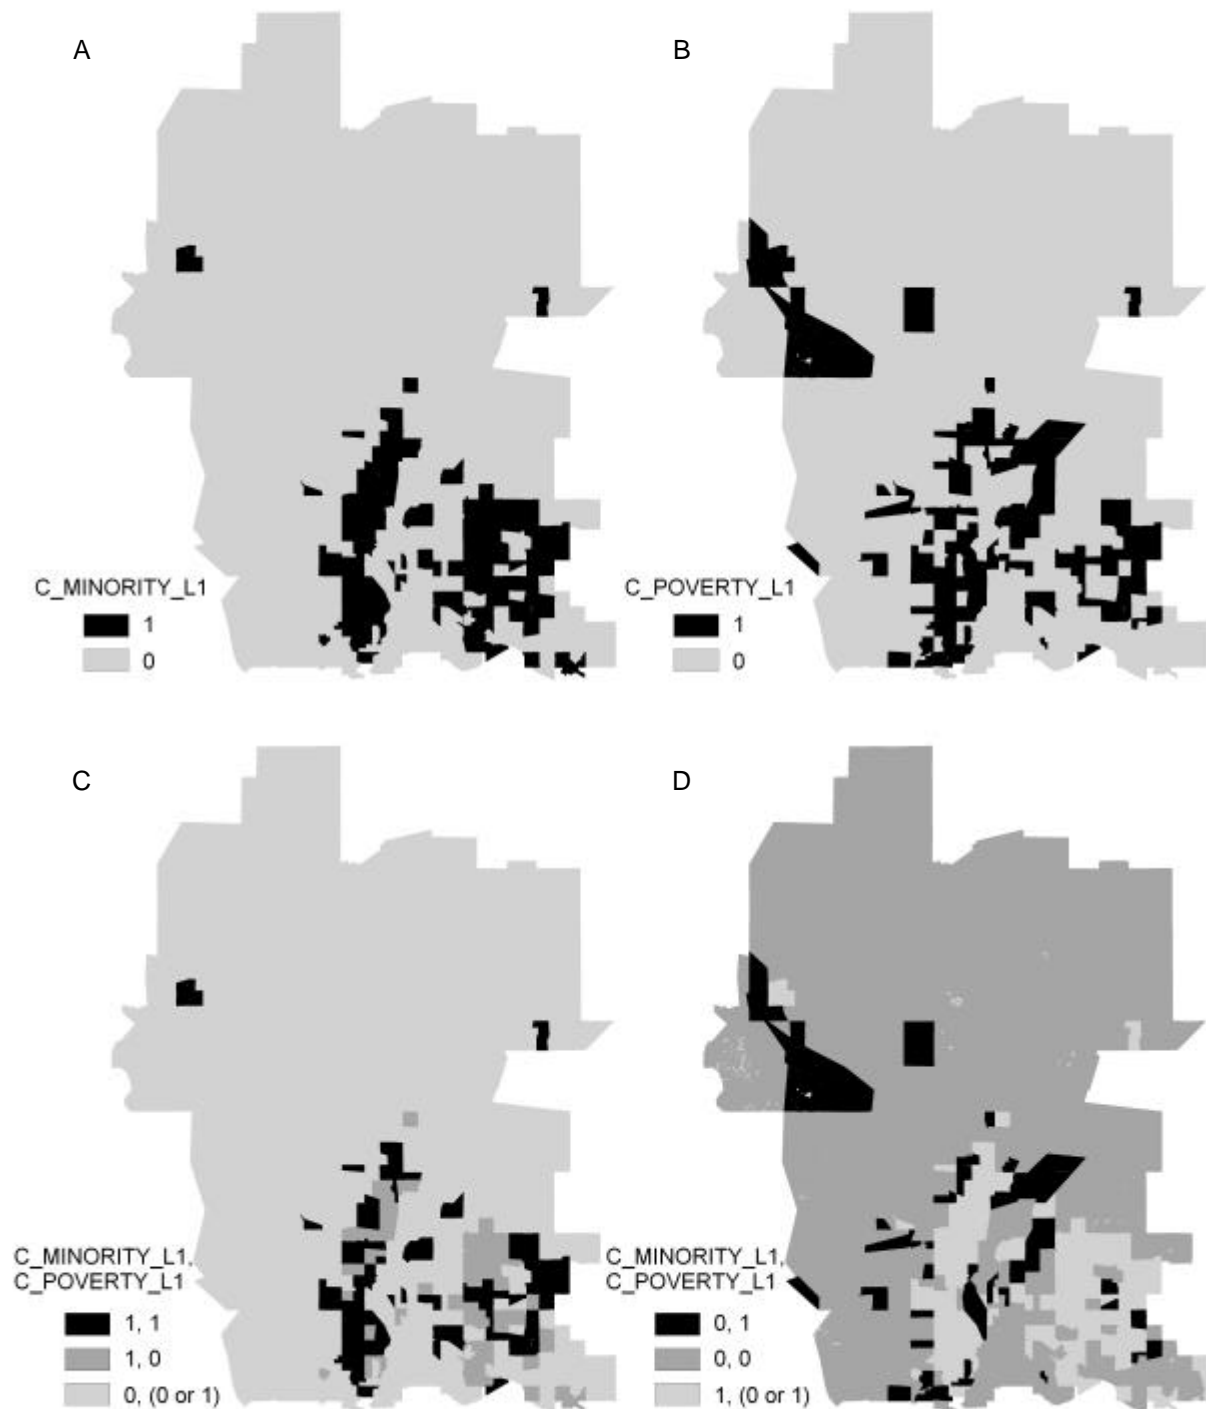 A
B
C_MINORITY_L1
1
0
C_POVERTY_L1
1
0
C
D
C_MINORITY_L1,
C_POVERTY_L1
1, 1
1, 0
0, (0 or 1)
C_MINORITY_L1,
C_POVERTY_L1
0, 1
0, 0
1, (0 or 1)